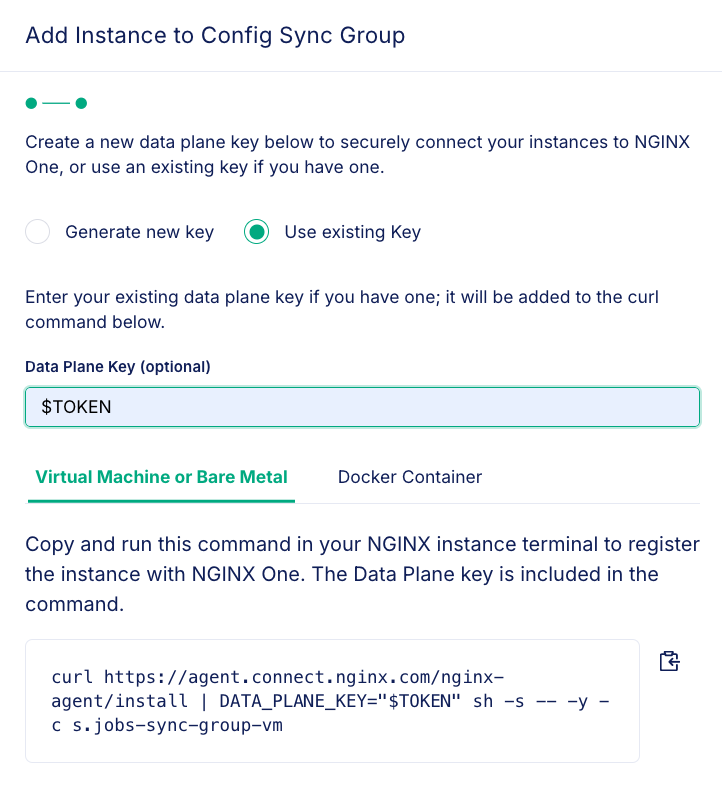 Add Instance to Config Sync Group
Create a new data plane key below to securely connect your instances to NGINX
One, or use an existing key if you have one.
Generate new key
Use existing Key
Enter your existing data plane key if you have one; it will be added to the curl
command below.
Data Plane Key (optional)
$TOKEN
Virtual Machine or Bare Metal
Docker Container
Copy and run this command in your NGINX instance terminal to register
the instance with NGINX One. The Data Plane key is included in the
command.
curl https://agent.connect.nginx.com/nginx-
agent/install | DATA_PLANE_KEY="$TOKEN" sh -s -- -y -
c s.jobs-sync-group-vm